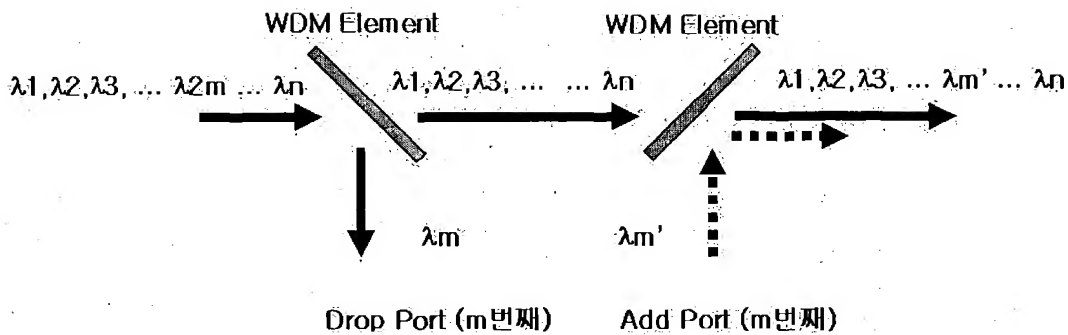 WDM Element WDM Element
λ1,λ2,λ3, ... λ2m ... λn λ1,λ2,λ3, ... ... λn λ1,λ2,λ3, ... λm' ... λn
λm λm'
Drop Port (m번째) Add Port (m번째)